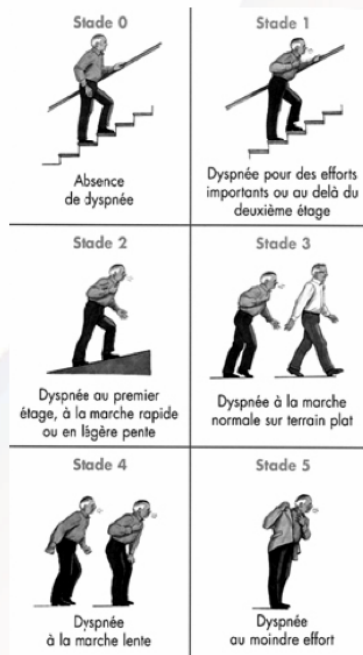 Stade 0
Absence
de dyspnée
Stade 1
Dyspnée pour des efforts
importants ou au delà du
deuxième étage
Stade 2
Dyspnée au premier
étage, à la marche rapide
ou en légère pente
Stade 3
Dyspnée à la marche
normale sur terrain plat
Stade 4
Dyspnée
à la marche lente
Stade 5
Dyspnée
au moindre effort